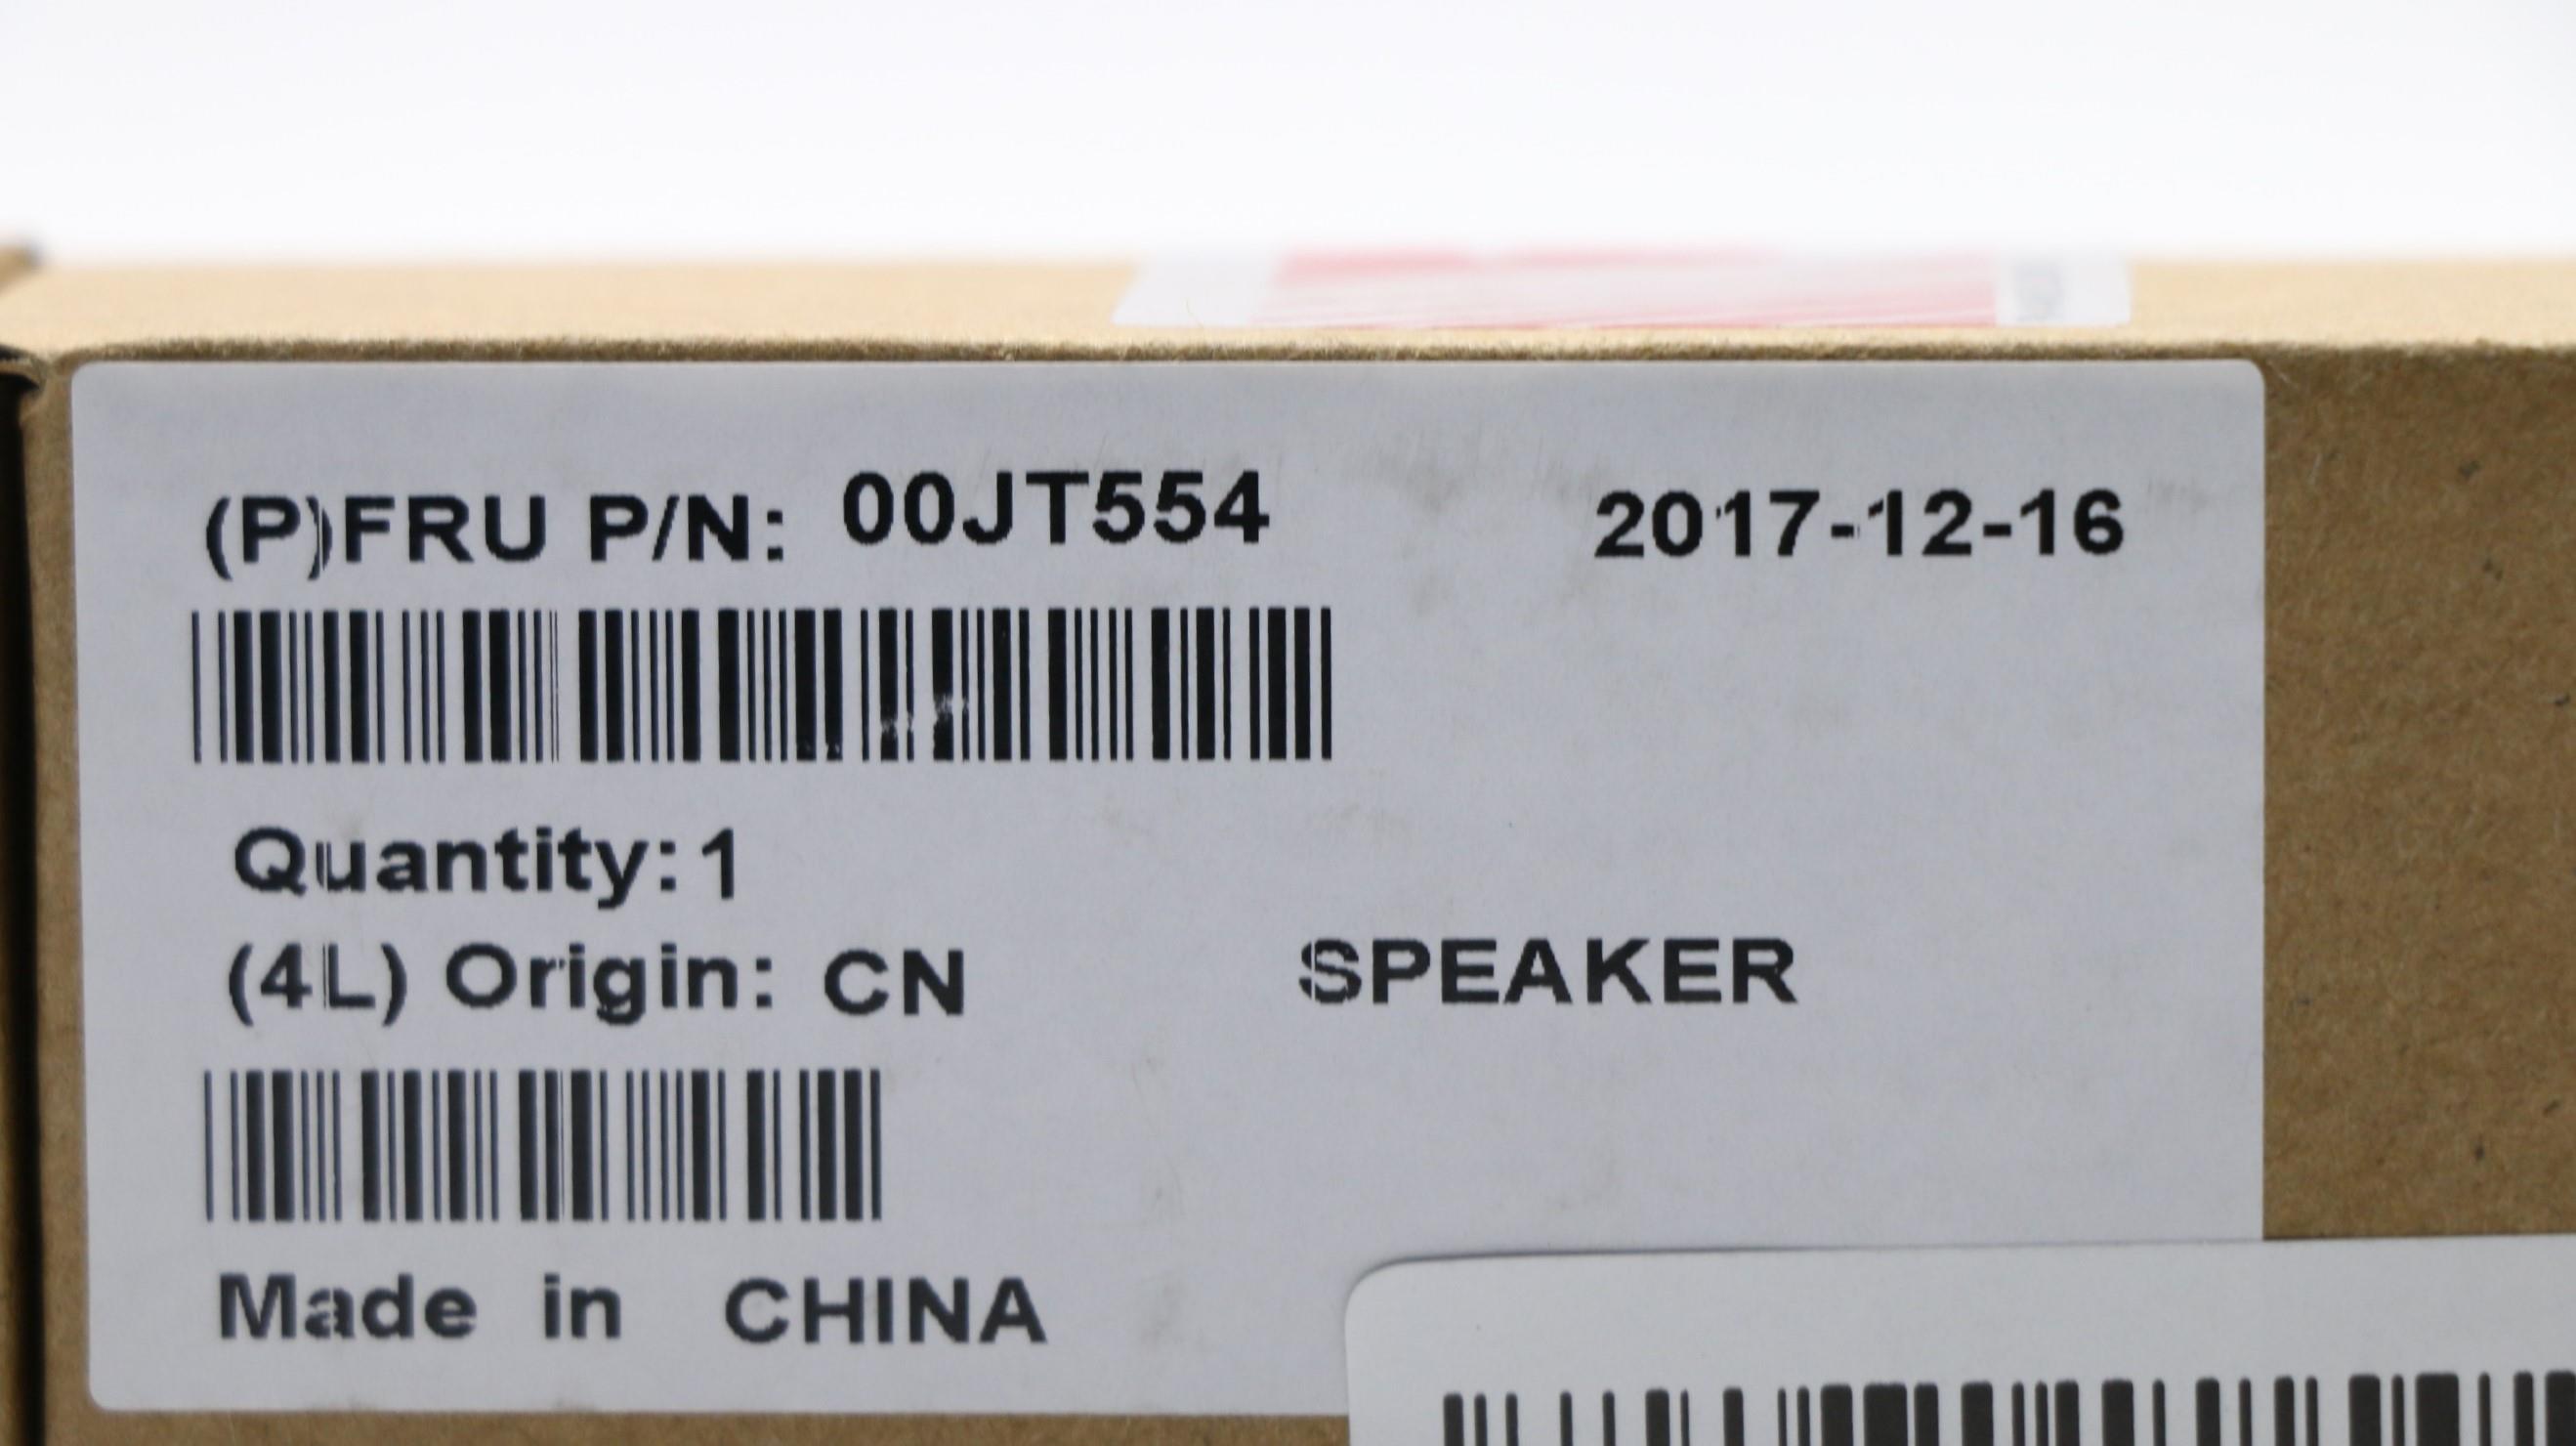 (P)FRU P/N: 00JT554 2017-12-16
Quantity: 1
(4L) Origin: CN SPEAKER
Made in CHINA